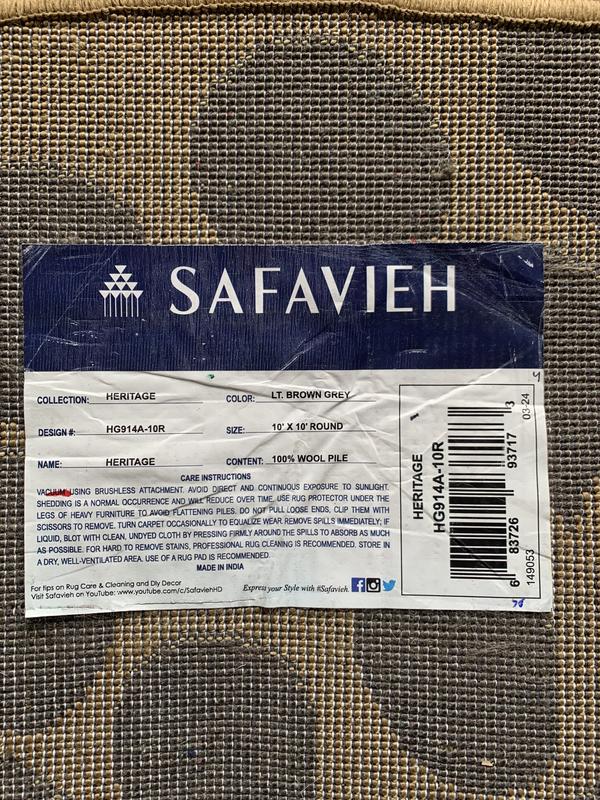 SAFAVIEH
COLLECTION: HERITAGE COLOR: LT. BROWN GREY
DESIGN #: HG914A-10R SIZE: 10' X 10' ROUND
NAME: HERITAGE CONTENT: 100% WOOL PILE
CARE INSTRUCTIONS
VACUUM USING BRUSHLESS ATTACHMENT. AVOID DIRECT AND CONTINUOUS EXPOSURE TO SUNLIGHT.
SHEDDING IS A NORMAL OCCURRENCE AND WILL REDUCE OVER TIME. USE RUG PROTECTOR UNDER THE
LEGS OF HEAVY FURNITURE TO AVOID FLATTENING PILES. DO NOT PULL LOOSE ENDS, CLIP THEM WITH
SCISSORS TO REMOVE. TURN CARPET OCCASIONALLY TO EQUALIZE WEAR REMOVE SPILLS IMMEDIATELY; IF
LIQUID, BLOT WITH CLEAN, UNDYED CLOTH BY PRESSING FIRMLY AROUND THE SPILLS TO ABSORB AS MUCH
AS POSSIBLE. FOR HARD TO REMOVE STAINS, PROFESSIONAL RUG CLEANING IS RECOMMENDED. STORE IN
A DRY, WELL-VENTILATED AREA. USE OF A RUG PAD IS RECOMMENDED.
MADE IN INDIA
For tips on Rug Care & Cleaning and Diy Decor
Visit Safavieh on YouTube: www.youtube.com/c/SafaviehHD
Express your Style with #Safavieh.
HERITAGE
HG914A-10R
6 83726 93717 3
149053 03-24